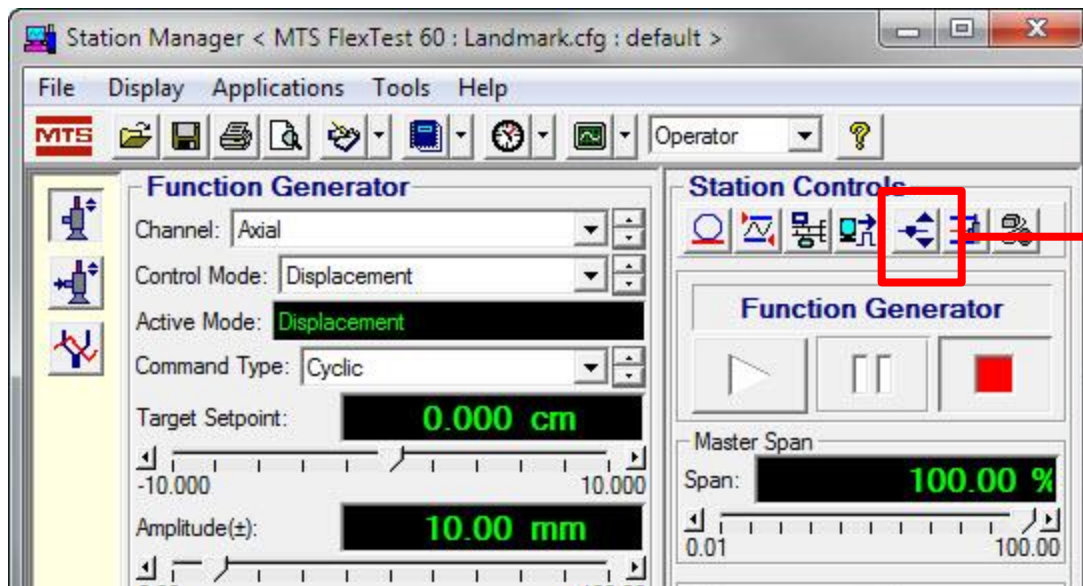 Station Manager < MTS FlexTest 60 : Landmark.cfg : default >
File Display Applications Tools Help
MTS Operator
Function Generator
Channel: Axial
Control Mode: Displacement
Active Mode: Displacement
Command Type: Cyclic
Target Setpoint: 0.000 cm
-10.000 10.000
Amplitude(±): 10.00 mm
Station Controls
Function Generator
Master Span
Span: 100.00 %
0.01 100.00